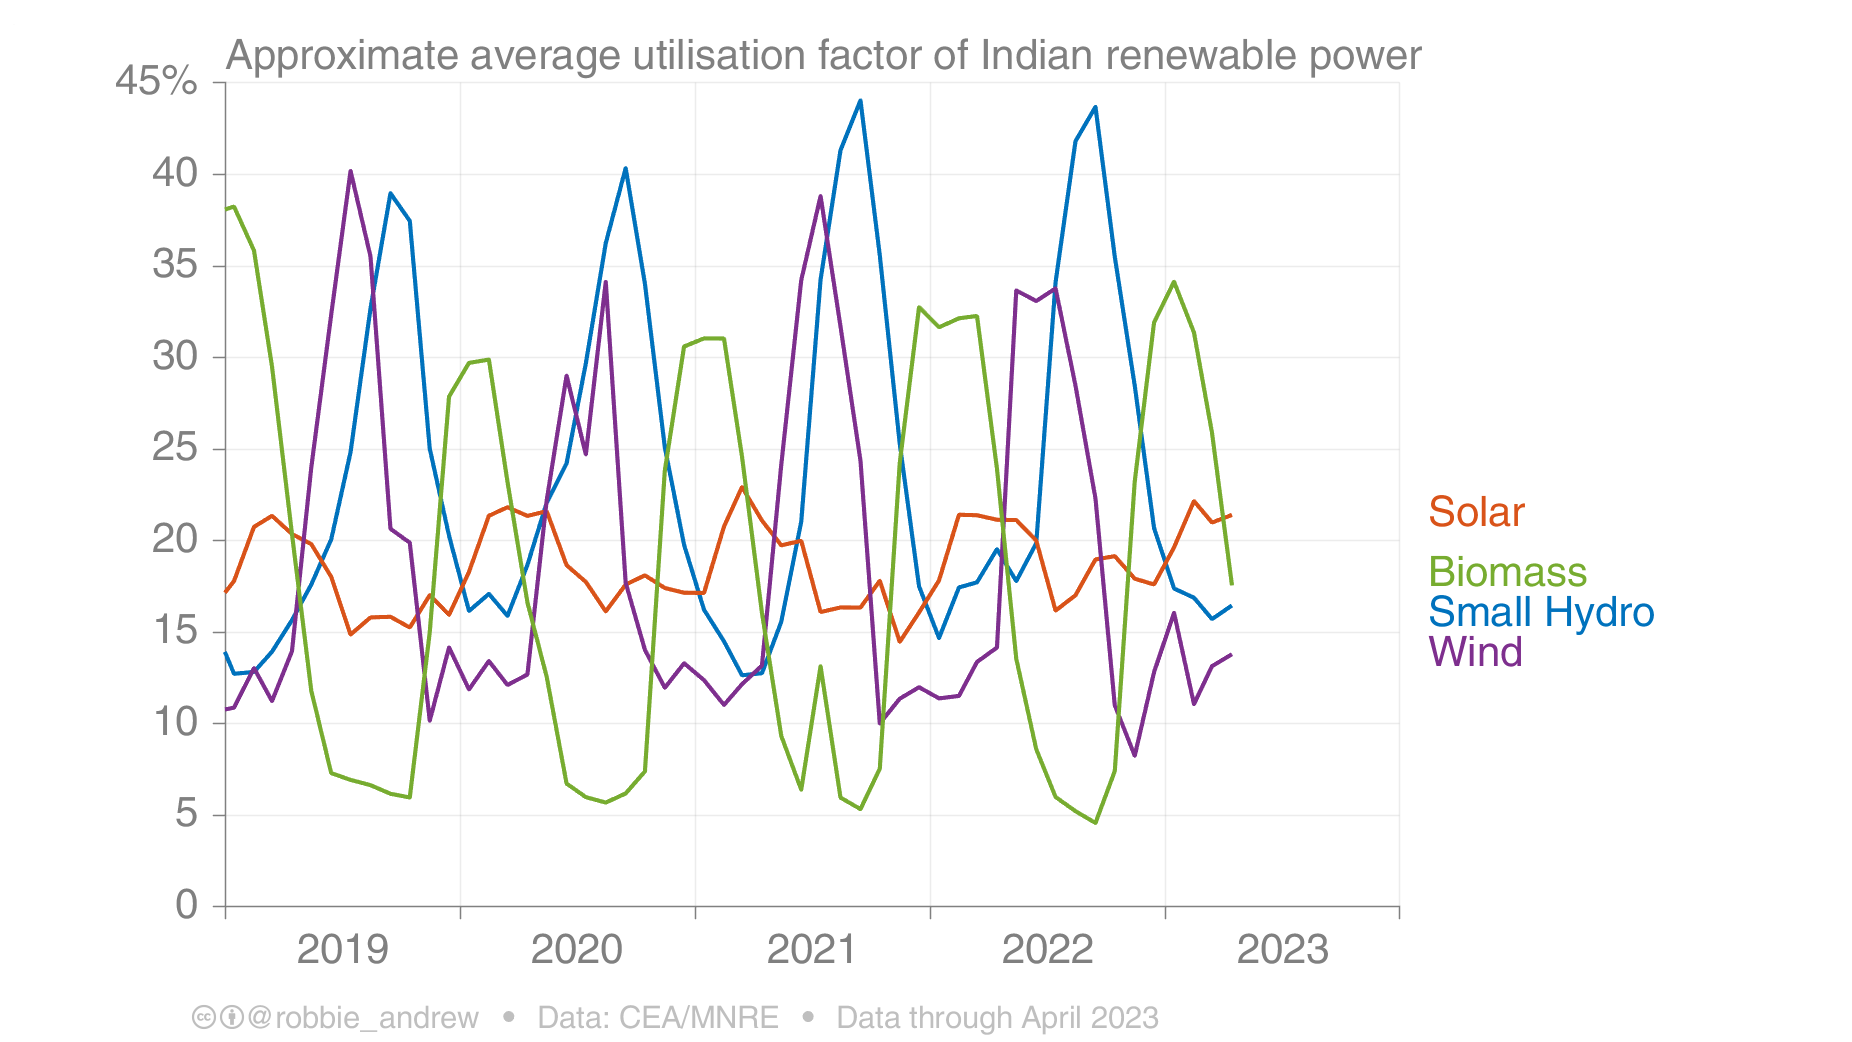 Approximate average utilisation factor of Indian renewable power
45%
40
35
30
25
20
15
10
5
0
2019 2020 2021 2022 2023
Solar
Biomass
Small Hydro
Wind
cc @robbie_andrew • Data: CEA/MNRE • Data through April 2023